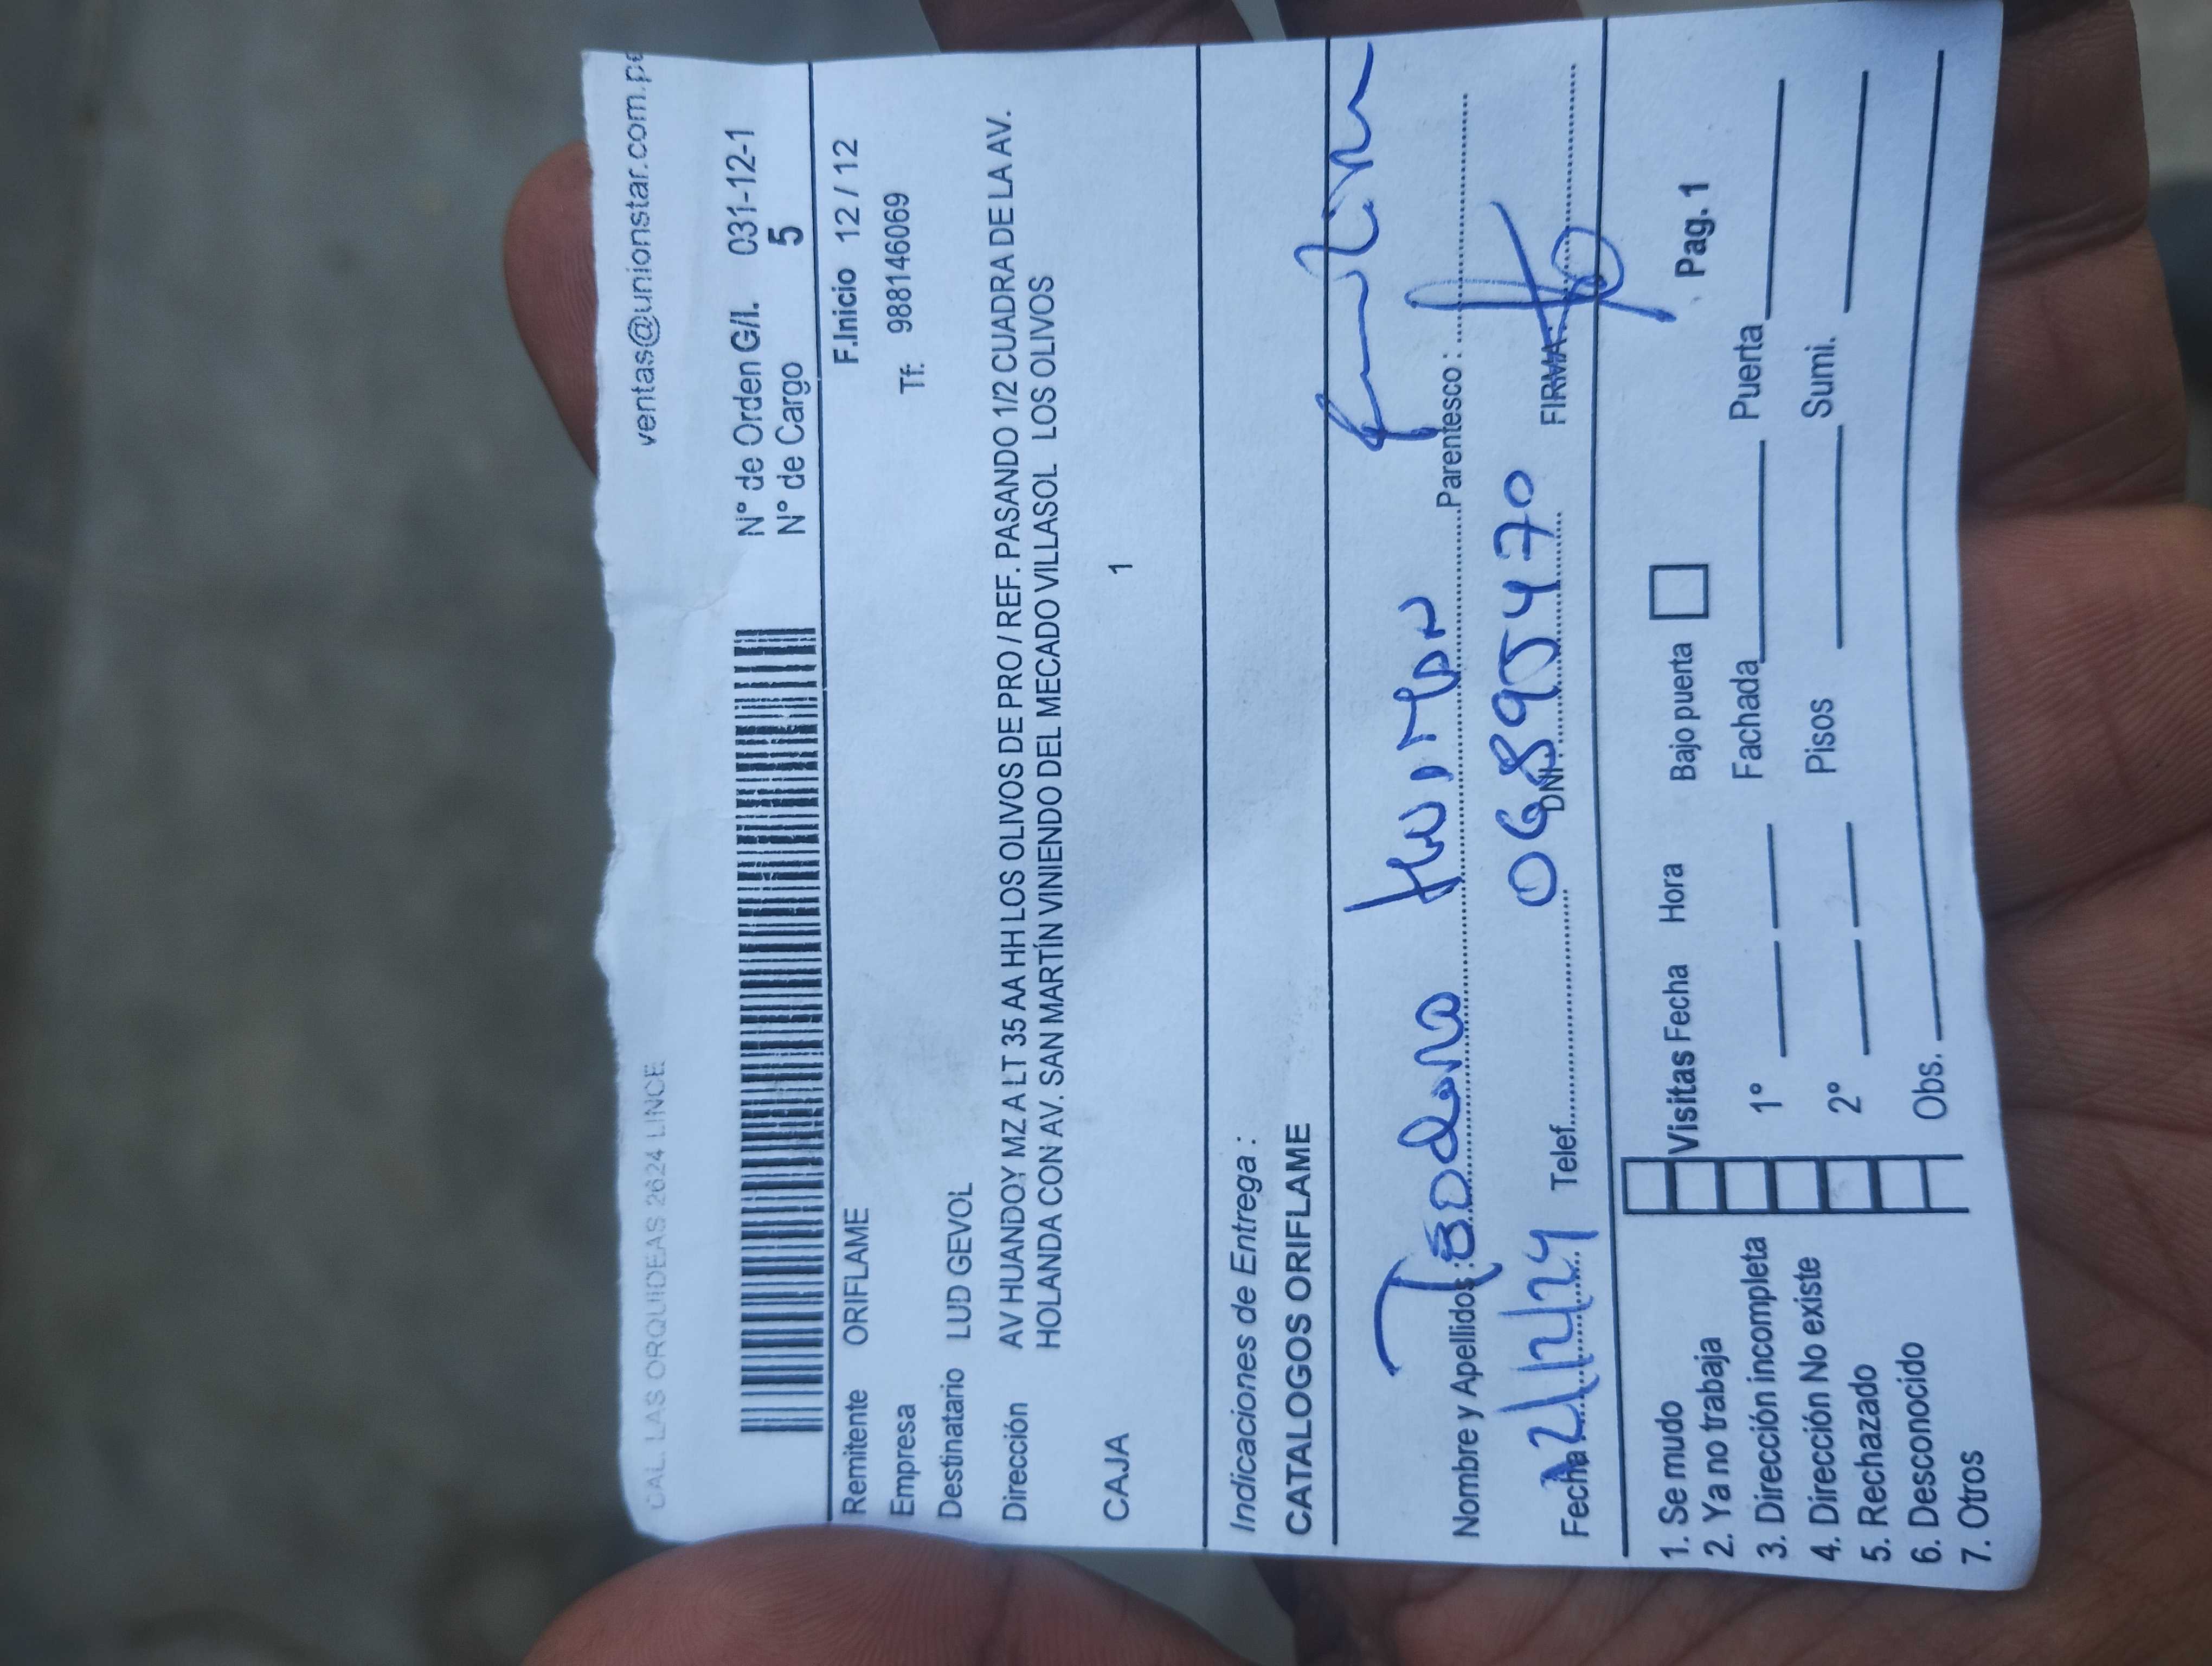 CAL. LAS ORQUIDEAS 2624 LINCE ventas@unionstar.com.pe
N° de Orden G/I. 031-12-1
N° de Cargo 5
Remitente ORIFLAME F.Inicio 12 / 12
Empresa Tf: 988146069
Destinatario LUD GEVOL
Dirección AV HUANDOY MZ A LT 35 AA HH LOS OLIVOS DE PRO / REF. PASANDO 1/2 CUADRA DE LA AV.
HOLANDA CON AV. SAN MARTÍN VINIENDO DEL MECADO VILLASOL LOS OLIVOS
CAJA 1
Indicaciones de Entrega :
CATALOGOS ORIFLAME
Nombre y Apellidos : Parentesco :
Fecha 12/12/24 Telef. DNI: 06895470 FIRMA:
1. Se mudo
2. Ya no trabaja
3. Dirección incompleta
4. Dirección No existe
5. Rechazado
6. Desconocido
7. Otros
Visitas Fecha Hora Bajo puerta Pag. 1
1° Fachada Puerta
2° Pisos Sumi.
Obs.